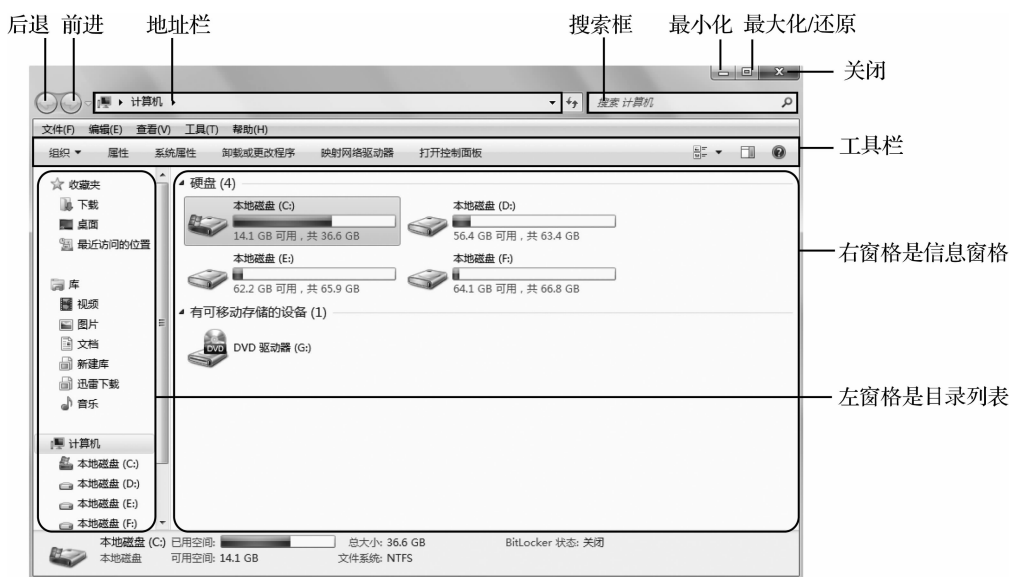 后退 前进 地址栏 搜索框 最小化 最大化/还原
关闭
计算机 搜索 计算机
文件(F) 编辑(E) 查看(V) 工具(T) 帮助(H)
组织 属性 系统属性 卸载或更改程序 映射网络驱动器 打开控制面板
工具栏
收藏夹
下载
桌面
最近访问的位置
库
视频
图片
文档
新建库
迅雷下载
音乐
计算机
本地磁盘 (C:)
本地磁盘 (D:)
本地磁盘 (E:)
本地磁盘 (F:)
硬盘 (4)
本地磁盘 (C:)
14.1 GB 可用，共 36.6 GB
本地磁盘 (D:)
56.4 GB 可用，共 63.4 GB
本地磁盘 (E:)
62.2 GB 可用，共 65.9 GB
本地磁盘 (F:)
64.1 GB 可用，共 66.8 GB
有可移动存储的设备 (1)
DVD
DVD 驱动器 (G:)
右窗格是信息窗格
左窗格是目录列表
本地磁盘 (C:) 已用空间: 总大小: 36.6 GB BitLocker 状态: 关闭
本地磁盘 可用空间: 14.1 GB 文件系统: NTFS